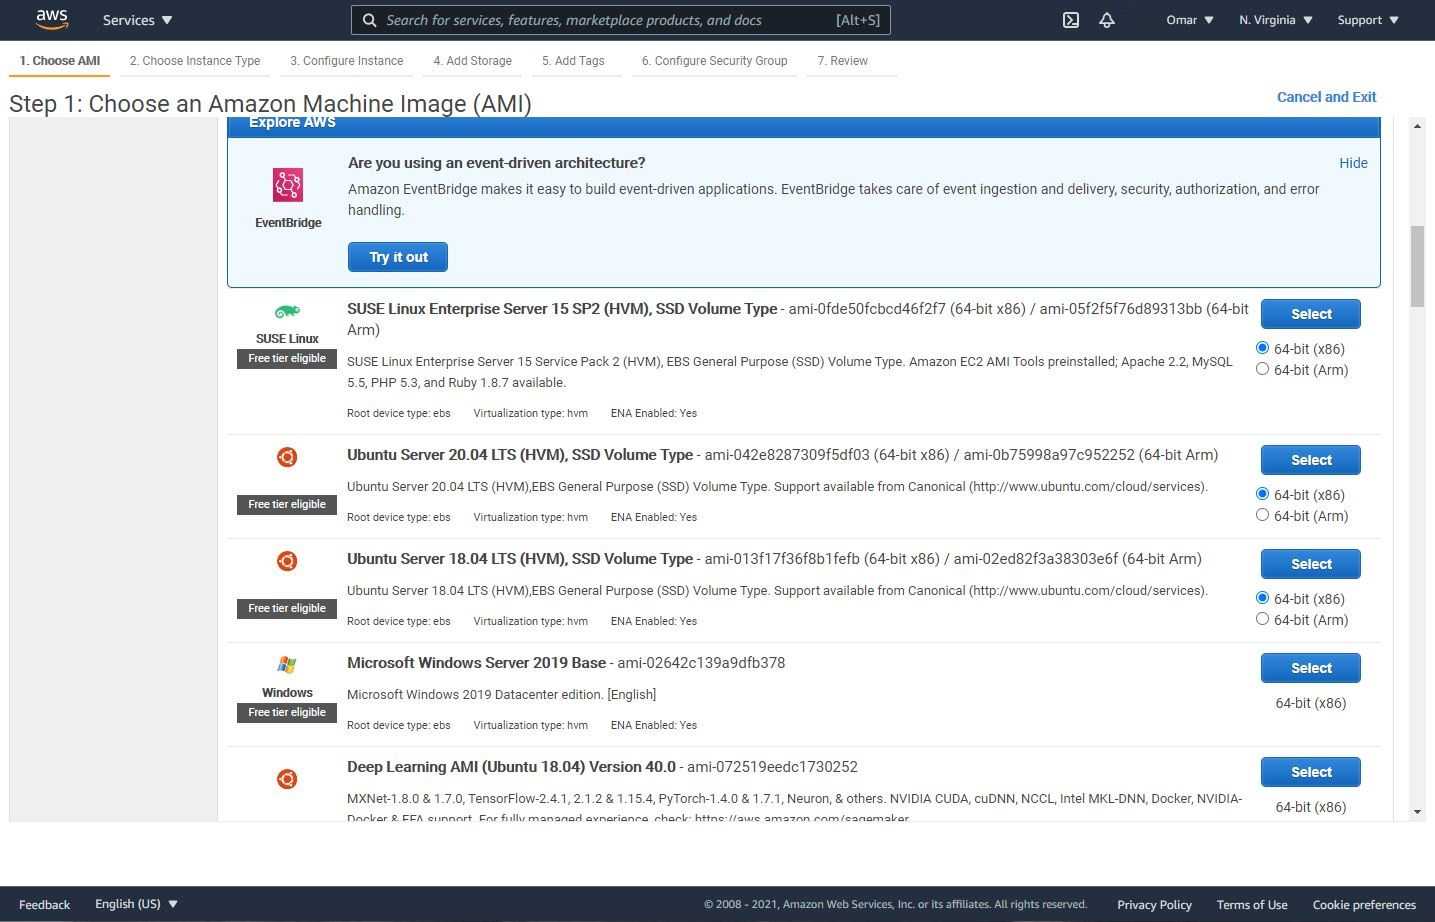 aws Services Search for services, features, marketplace products, and docs [Alt+S] Omar N. Virginia Support
1. Choose AMI 2. Choose Instance Type 3. Configure Instance 4. Add Storage 5. Add Tags 6. Configure Security Group 7. Review
Step 1: Choose an Amazon Machine Image (AMI)
Cancel and Exit
Explore AWS
Are you using an event-driven architecture?
Hide
Amazon EventBridge makes it easy to build event-driven applications. EventBridge takes care of event ingestion and delivery, security, authorization, and error
handling.
EventBridge
Try it out
SUSE Linux Enterprise Server 15 SP2 (HVM), SSD Volume Type - ami-0fde50fcbcd46f2f7 (64-bit x86) / ami-05f2f5f76d89313bb (64-bit
Arm)
Select
SUSE Linux
Free tier eligible
SUSE Linux Enterprise Server 15 Service Pack 2 (HVM), EBS General Purpose (SSD) Volume Type. Amazon EC2 AMI Tools preinstalled; Apache 2.2, MySQL
5.5, PHP 5.3, and Ruby 1.8.7 available.
64-bit (x86)
64-bit (Arm)
Root device type: ebs Virtualization type: hvm ENA Enabled: Yes
Ubuntu Server 20.04 LTS (HVM), SSD Volume Type - ami-042e8287309f5df03 (64-bit x86) / ami-0b75998a97c952252 (64-bit Arm)
Select
Ubuntu Server 20.04 LTS (HVM),EBS General Purpose (SSD) Volume Type. Support available from Canonical (http://www.ubuntu.com/cloud/services).
Free tier eligible
64-bit (x86)
64-bit (Arm)
Root device type: ebs Virtualization type: hvm ENA Enabled: Yes
Ubuntu Server 18.04 LTS (HVM), SSD Volume Type - ami-013f17f36f8b1fefb (64-bit x86) / ami-02ed82f3a38303e6f (64-bit Arm)
Select
Ubuntu Server 18.04 LTS (HVM),EBS General Purpose (SSD) Volume Type. Support available from Canonical (http://www.ubuntu.com/cloud/services).
Free tier eligible
64-bit (x86)
64-bit (Arm)
Root device type: ebs Virtualization type: hvm ENA Enabled: Yes
Microsoft Windows Server 2019 Base - ami-02642c139a9dfb378
Select
Windows
Free tier eligible
Microsoft Windows 2019 Datacenter edition. [English]
64-bit (x86)
Root device type: ebs Virtualization type: hvm ENA Enabled: Yes
Deep Learning AMI (Ubuntu 18.04) Version 40.0 - ami-072519eedc1730252
Select
MXNet-1.8.0 & 1.7.0, TensorFlow-2.4.1, 2.1.2 & 1.15.4, PyTorch-1.4.0 & 1.7.1, Neuron, & others. NVIDIA CUDA, cuDNN, NCCL, Intel MKL-DNN, Docker, NVIDIA-
Docker & EFA support. For fully managed experience, check: https://aws.amazon.com/sagemaker
64-bit (x86)
Feedback English (US) © 2008 - 2021, Amazon Web Services, Inc. or its affiliates. All rights reserved. Privacy Policy Terms of Use Cookie preferences